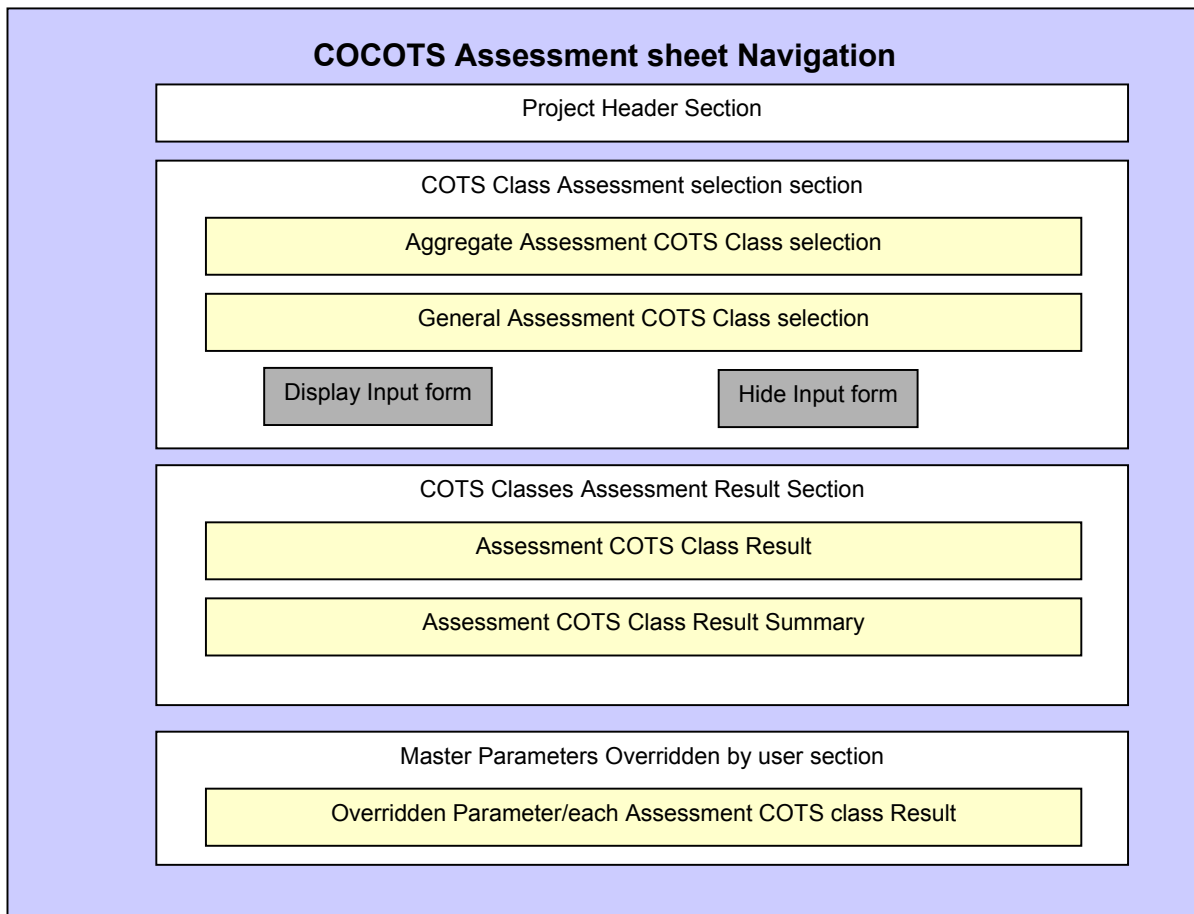 COCOTS Assessment sheet Navigation
Project Header Section
COTS Class Assessment selection section
Aggregate Assessment COTS Class selection
General Assessment COTS Class selection
Display Input form
Hide Input form
COTS Classes Assessment Result Section
Assessment COTS Class Result
Assessment COTS Class Result Summary
Master Parameters Overridden by user section
Overridden Parameter/each Assessment COTS class Result